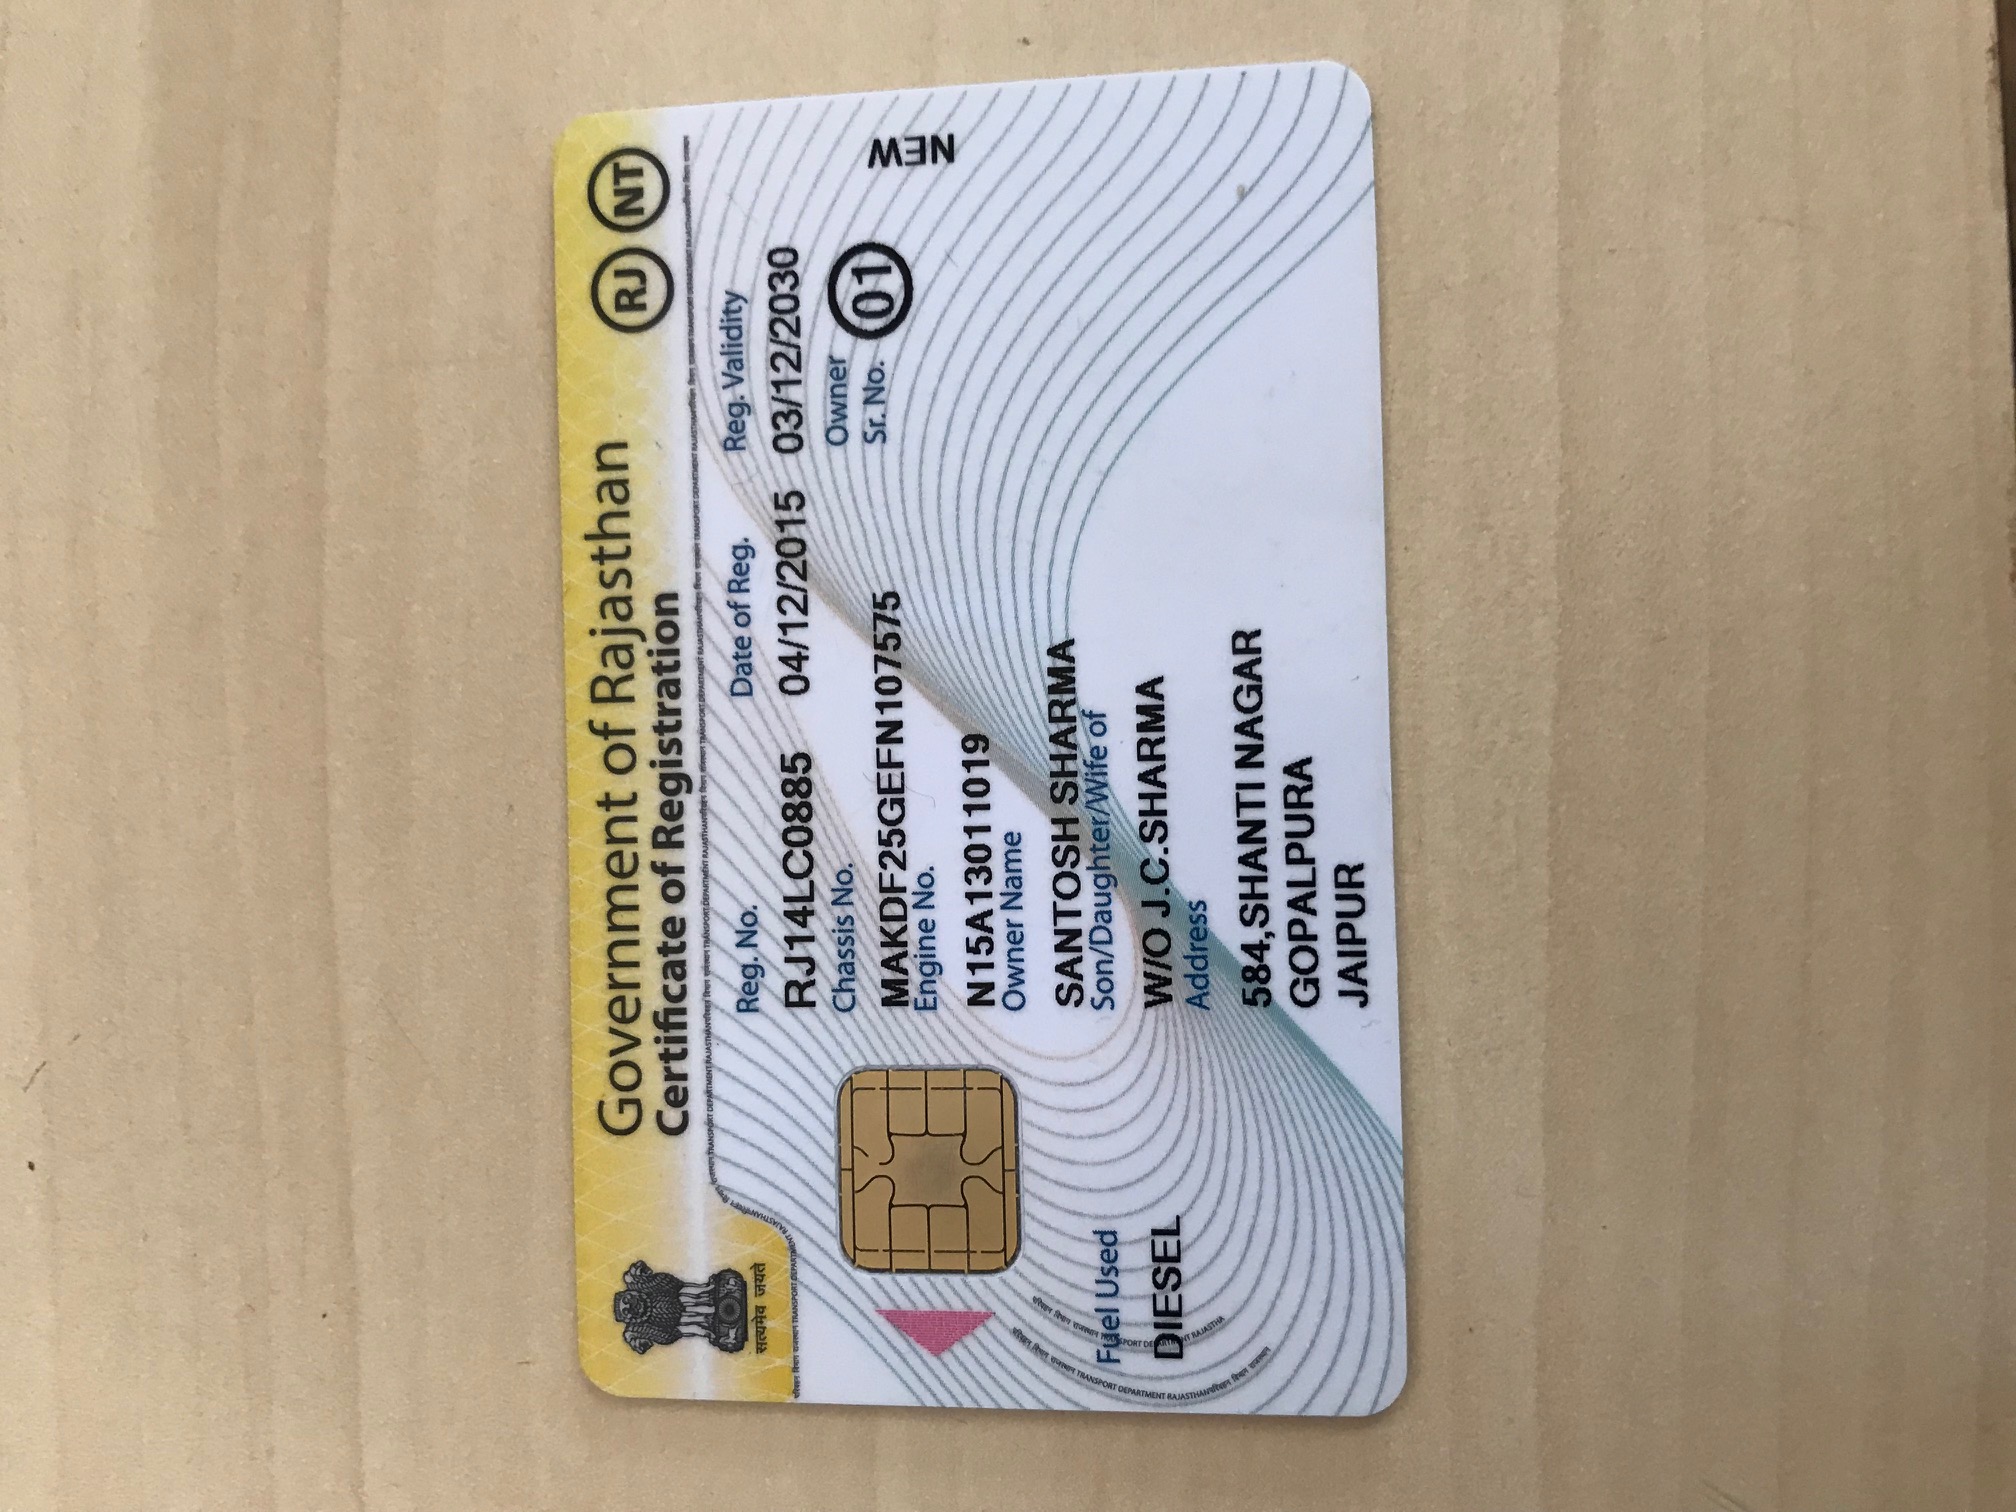 Government of Rajasthan
Certificate of Registration
RJ NT
सत्यमेव जयते
Reg. No. Date of Reg. Reg. Validity
RJ14LC0885 04/12/2015 03/12/2030
Chassis No.
MAKDF25GEFN107575
Owner
Sr. No. 01
NEW
Engine No.
N15A13011019
Owner Name
SANTOSH SHARMA
Son/Daughter/Wife of
W/O J.C.SHARMA
Fuel Used
DIESEL
Address
584,SHANTI NAGAR
GOPALPURA
JAIPUR